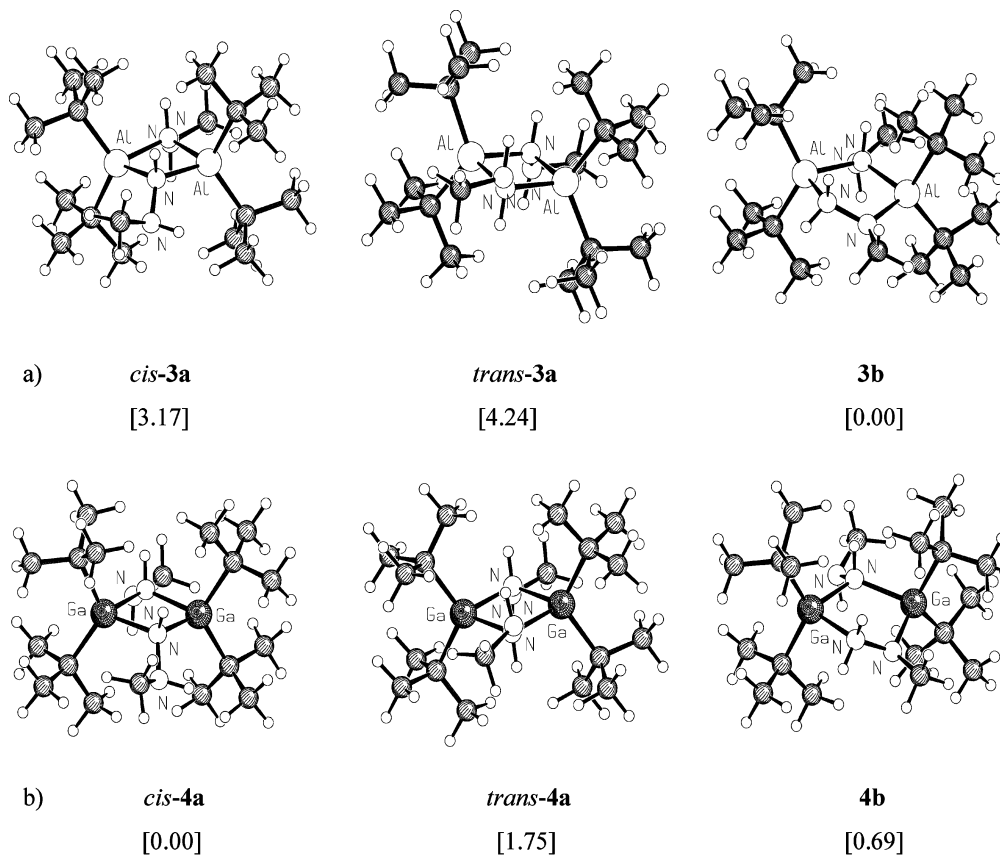 Al N N Al N N
Al N N N Al
Al N N Al N
a) cis-3a trans-3a 3b
[3.17] [4.24] [0.00]
Ga N N Ga N
Ga N N N Ga
N N Ga Ga N N
b) cis-4a trans-4a 4b
[0.00] [1.75] [0.69]